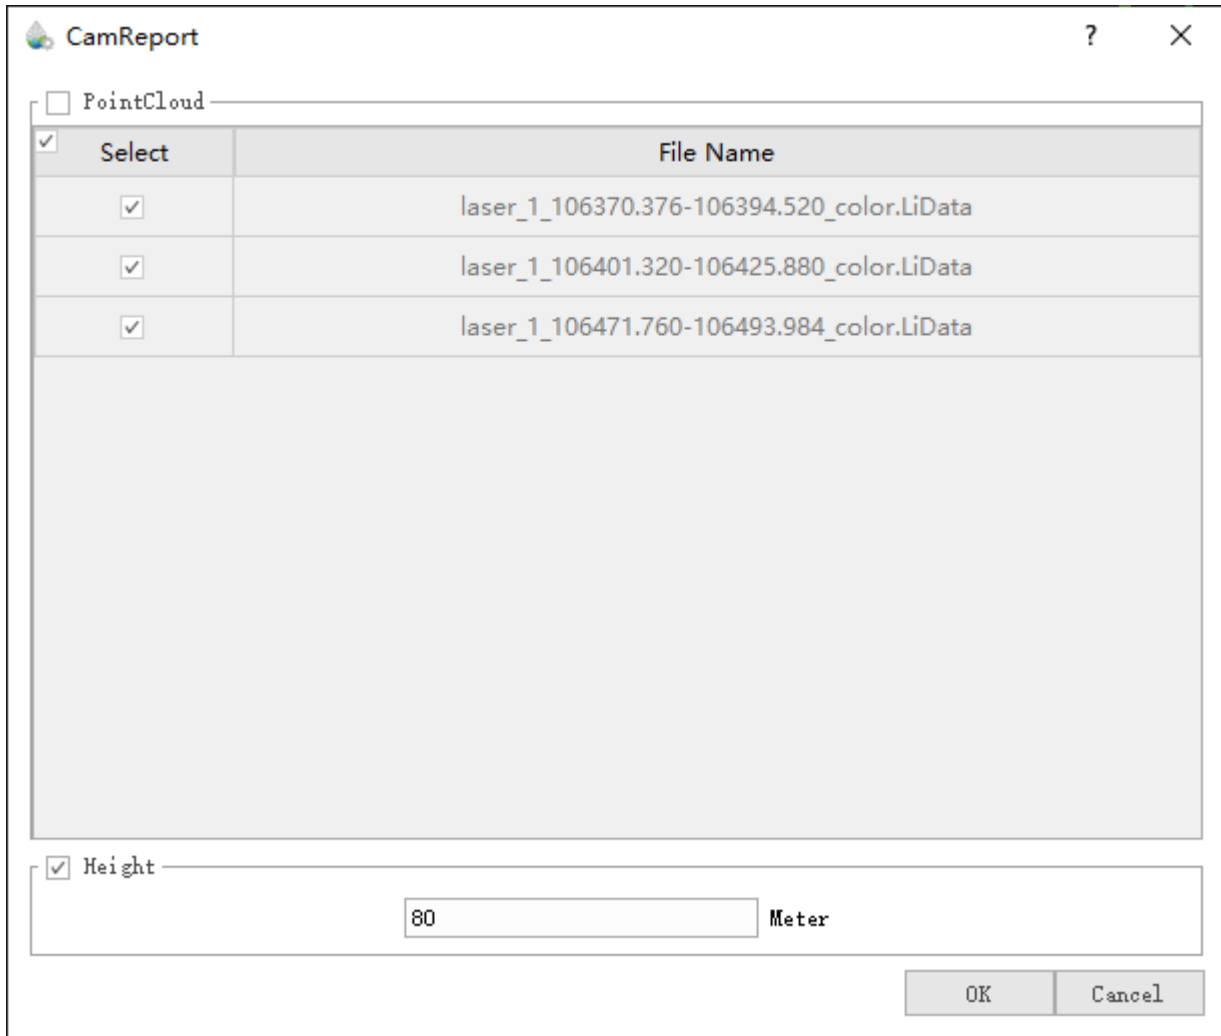 CamReport ?
PointCloud
Select File Name
laser_1_106370.376-106394.520_color.LiData
laser_1_106401.320-106425.880_color.LiData
laser_1_106471.760-106493.984_color.LiData
Height
80 Meter
OK Cancel